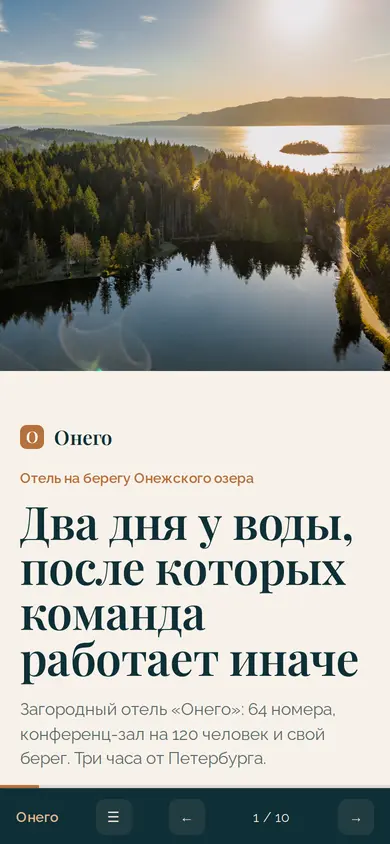 О Онего
Отель на берегу Онежского озера
Два дня у воды,
после которых
команда
работает иначе
Загородный отель «Онего»: 64 номера,
конференц-зал на 120 человек и свой
берег. Три часа от Петербурга.
Онего ☰ ← 1 / 10 →